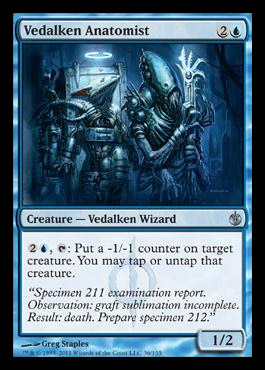 Vedalken Anatomist 2
Creature — Vedalken Wizard
2, : Put a -1/-1 counter on target
creature. You may tap or untap that
creature.
“Specimen 211 examination report.
Observation: graft sublimation incomplete.
Result: death. Prepare specimen 212.”
Greg Staples
1/2
™ & © 1993–2011 Wizards of the Coast LLC 36/155